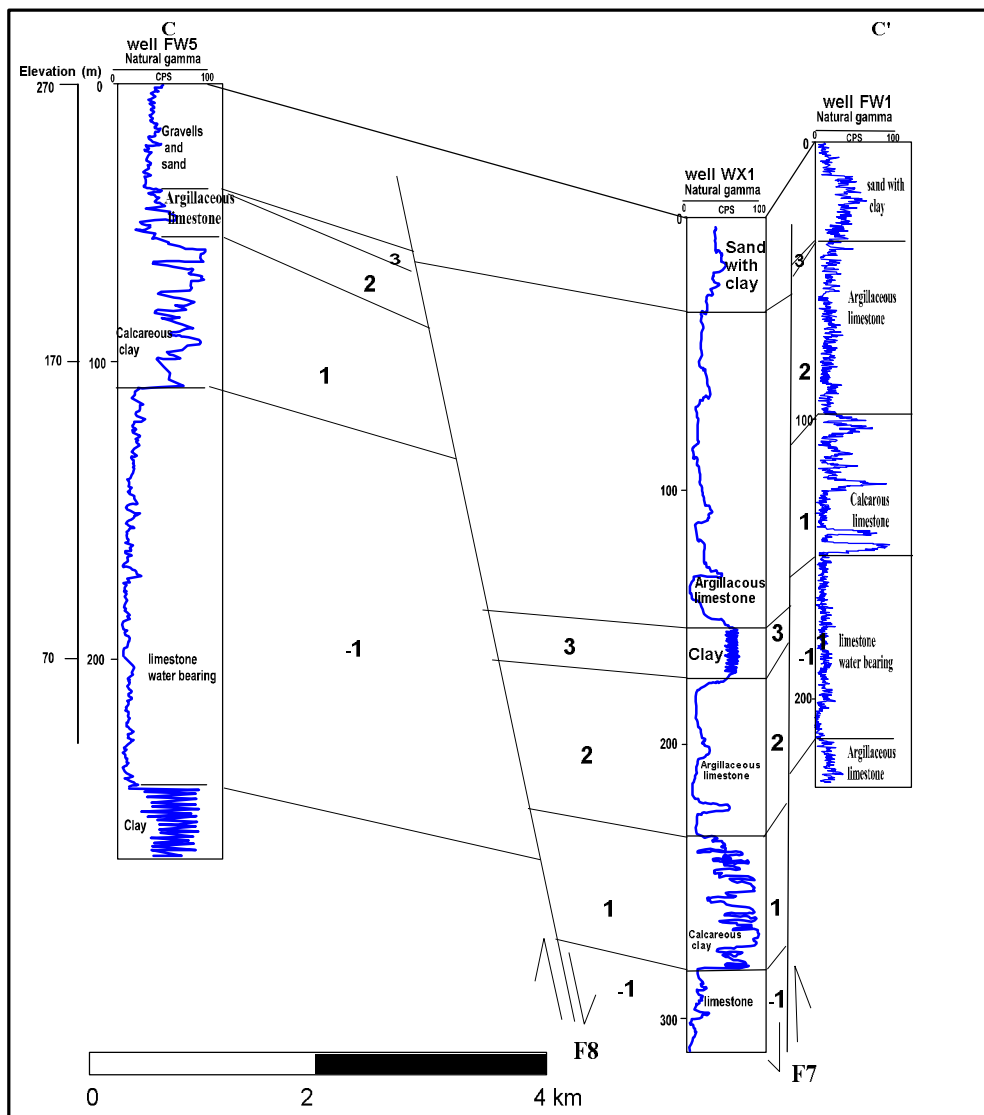 C
C'
well FW5
Natural gamma
0 CPS 100
Elevation (m)
270
170
70
0
100
200
Gravells
and
sand
Argillaceous
limestone
Calcareous
clay
limestone
water bearing
Clay
3
2
1
-1
3
2
1
-1
well WX1
Natural gamma
0 CPS 100
0
100
200
300
Sand
with
clay
Argillacous
limestone
Clay
Argillaceous
limestone
Calcareous
clay
limestone
3
2
1
-1
3
2
1
-1
well FW1
Natural gamma
0 CPS 100
0
100
200
sand with
clay
Argillaceous
limestone
Calcarous
limestone
1
limestone
water bearing
Argillaceous
limestone
F8
F7
0 2 4 km